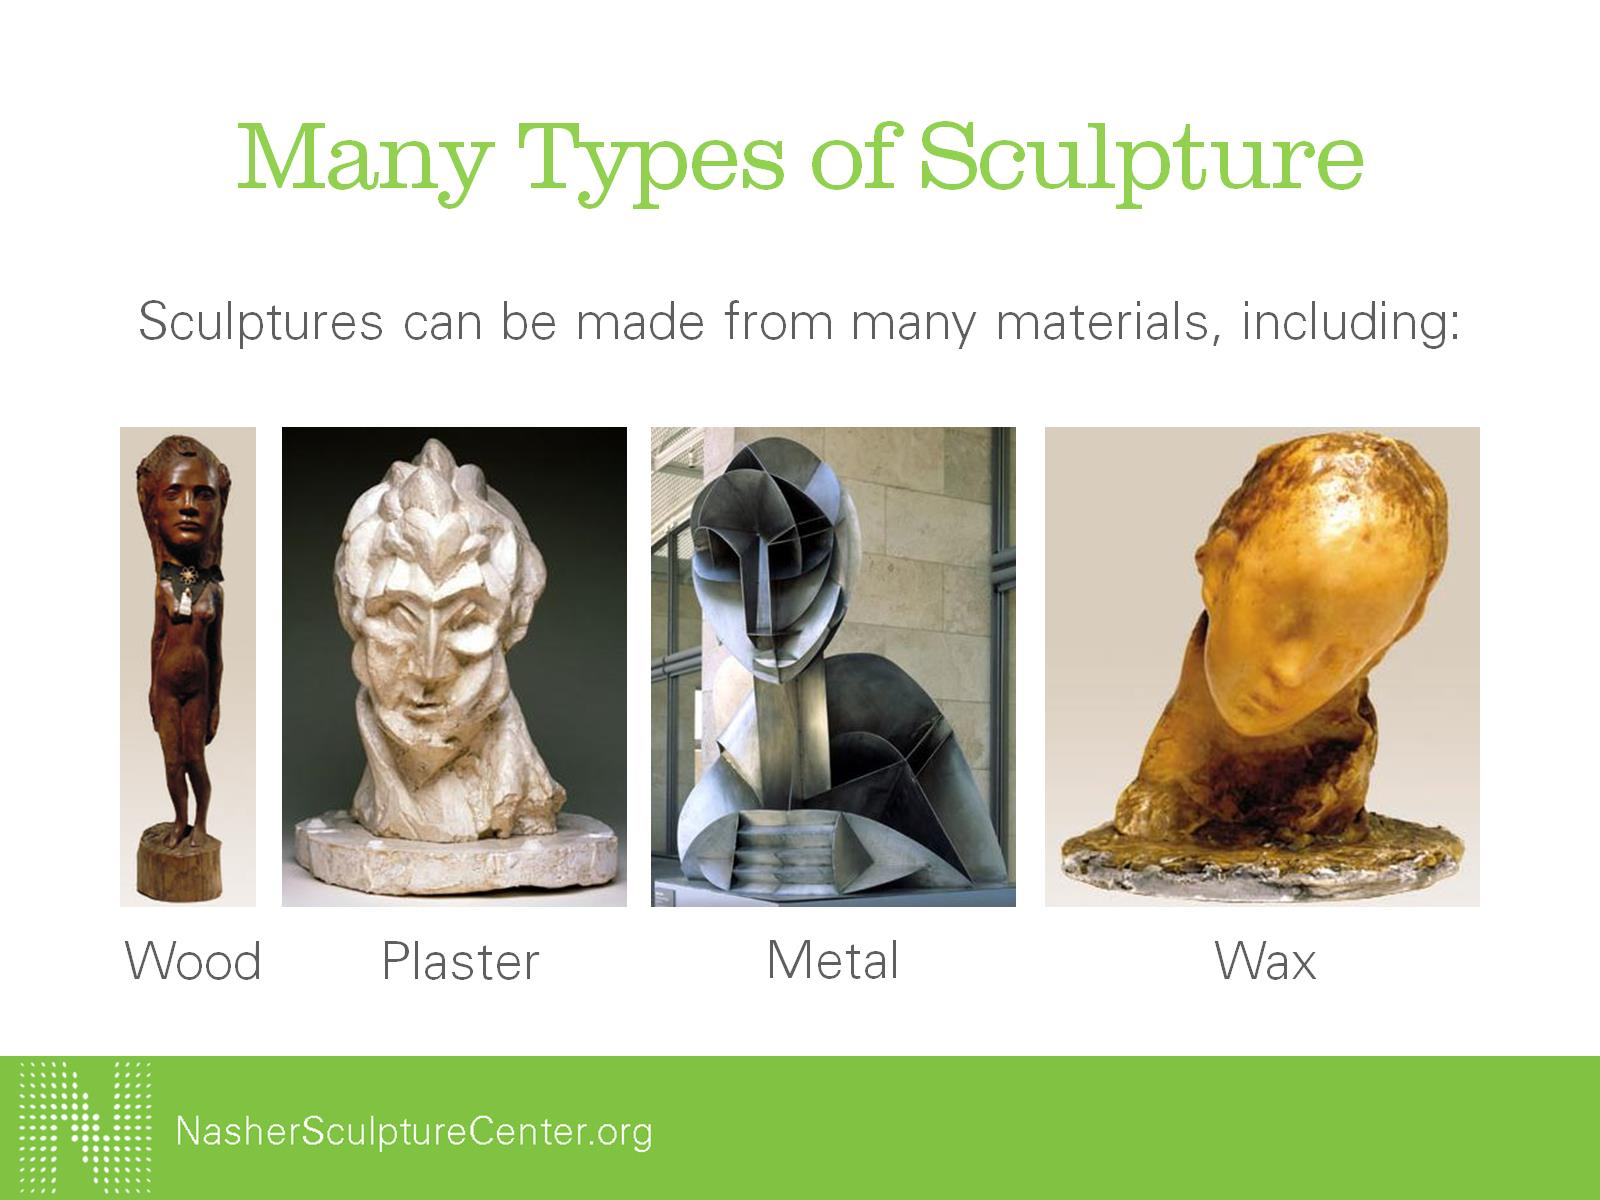 Many Types of Sculpture
Sculptures can be made from many materials, including:
Wood Plaster Metal Wax
NasherSculptureCenter.org